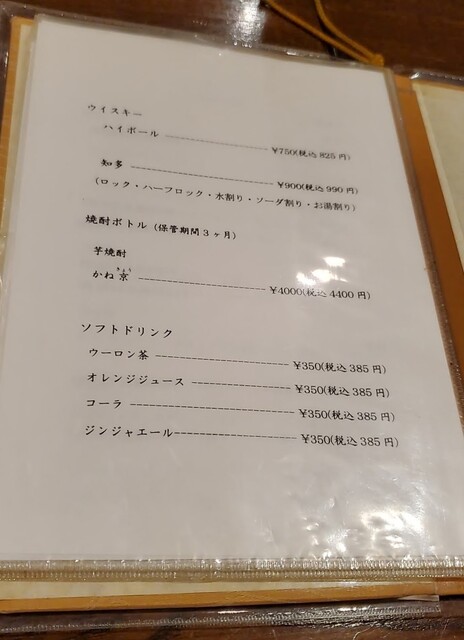 ウイスキー
ハイボール ---------- ¥750(税込 825 円)
知多 ---------- ¥900(税込 990 円)
(ロック・ハーフロック・水割り・ソーダ割り・お湯割り)
焼酎ボトル (保管期間 3 ヶ月)
芋焼酎
かね京(きょう) ---------- ¥4000(税込 4400 円)
ソフトドリンク
ウーロン茶 ---------- ¥350(税込 385 円)
オレンジジュース ---------- ¥350(税込 385 円)
コーラ ---------- ¥350(税込 385 円)
ジンジャエール---------- ¥350(税込 385 円)